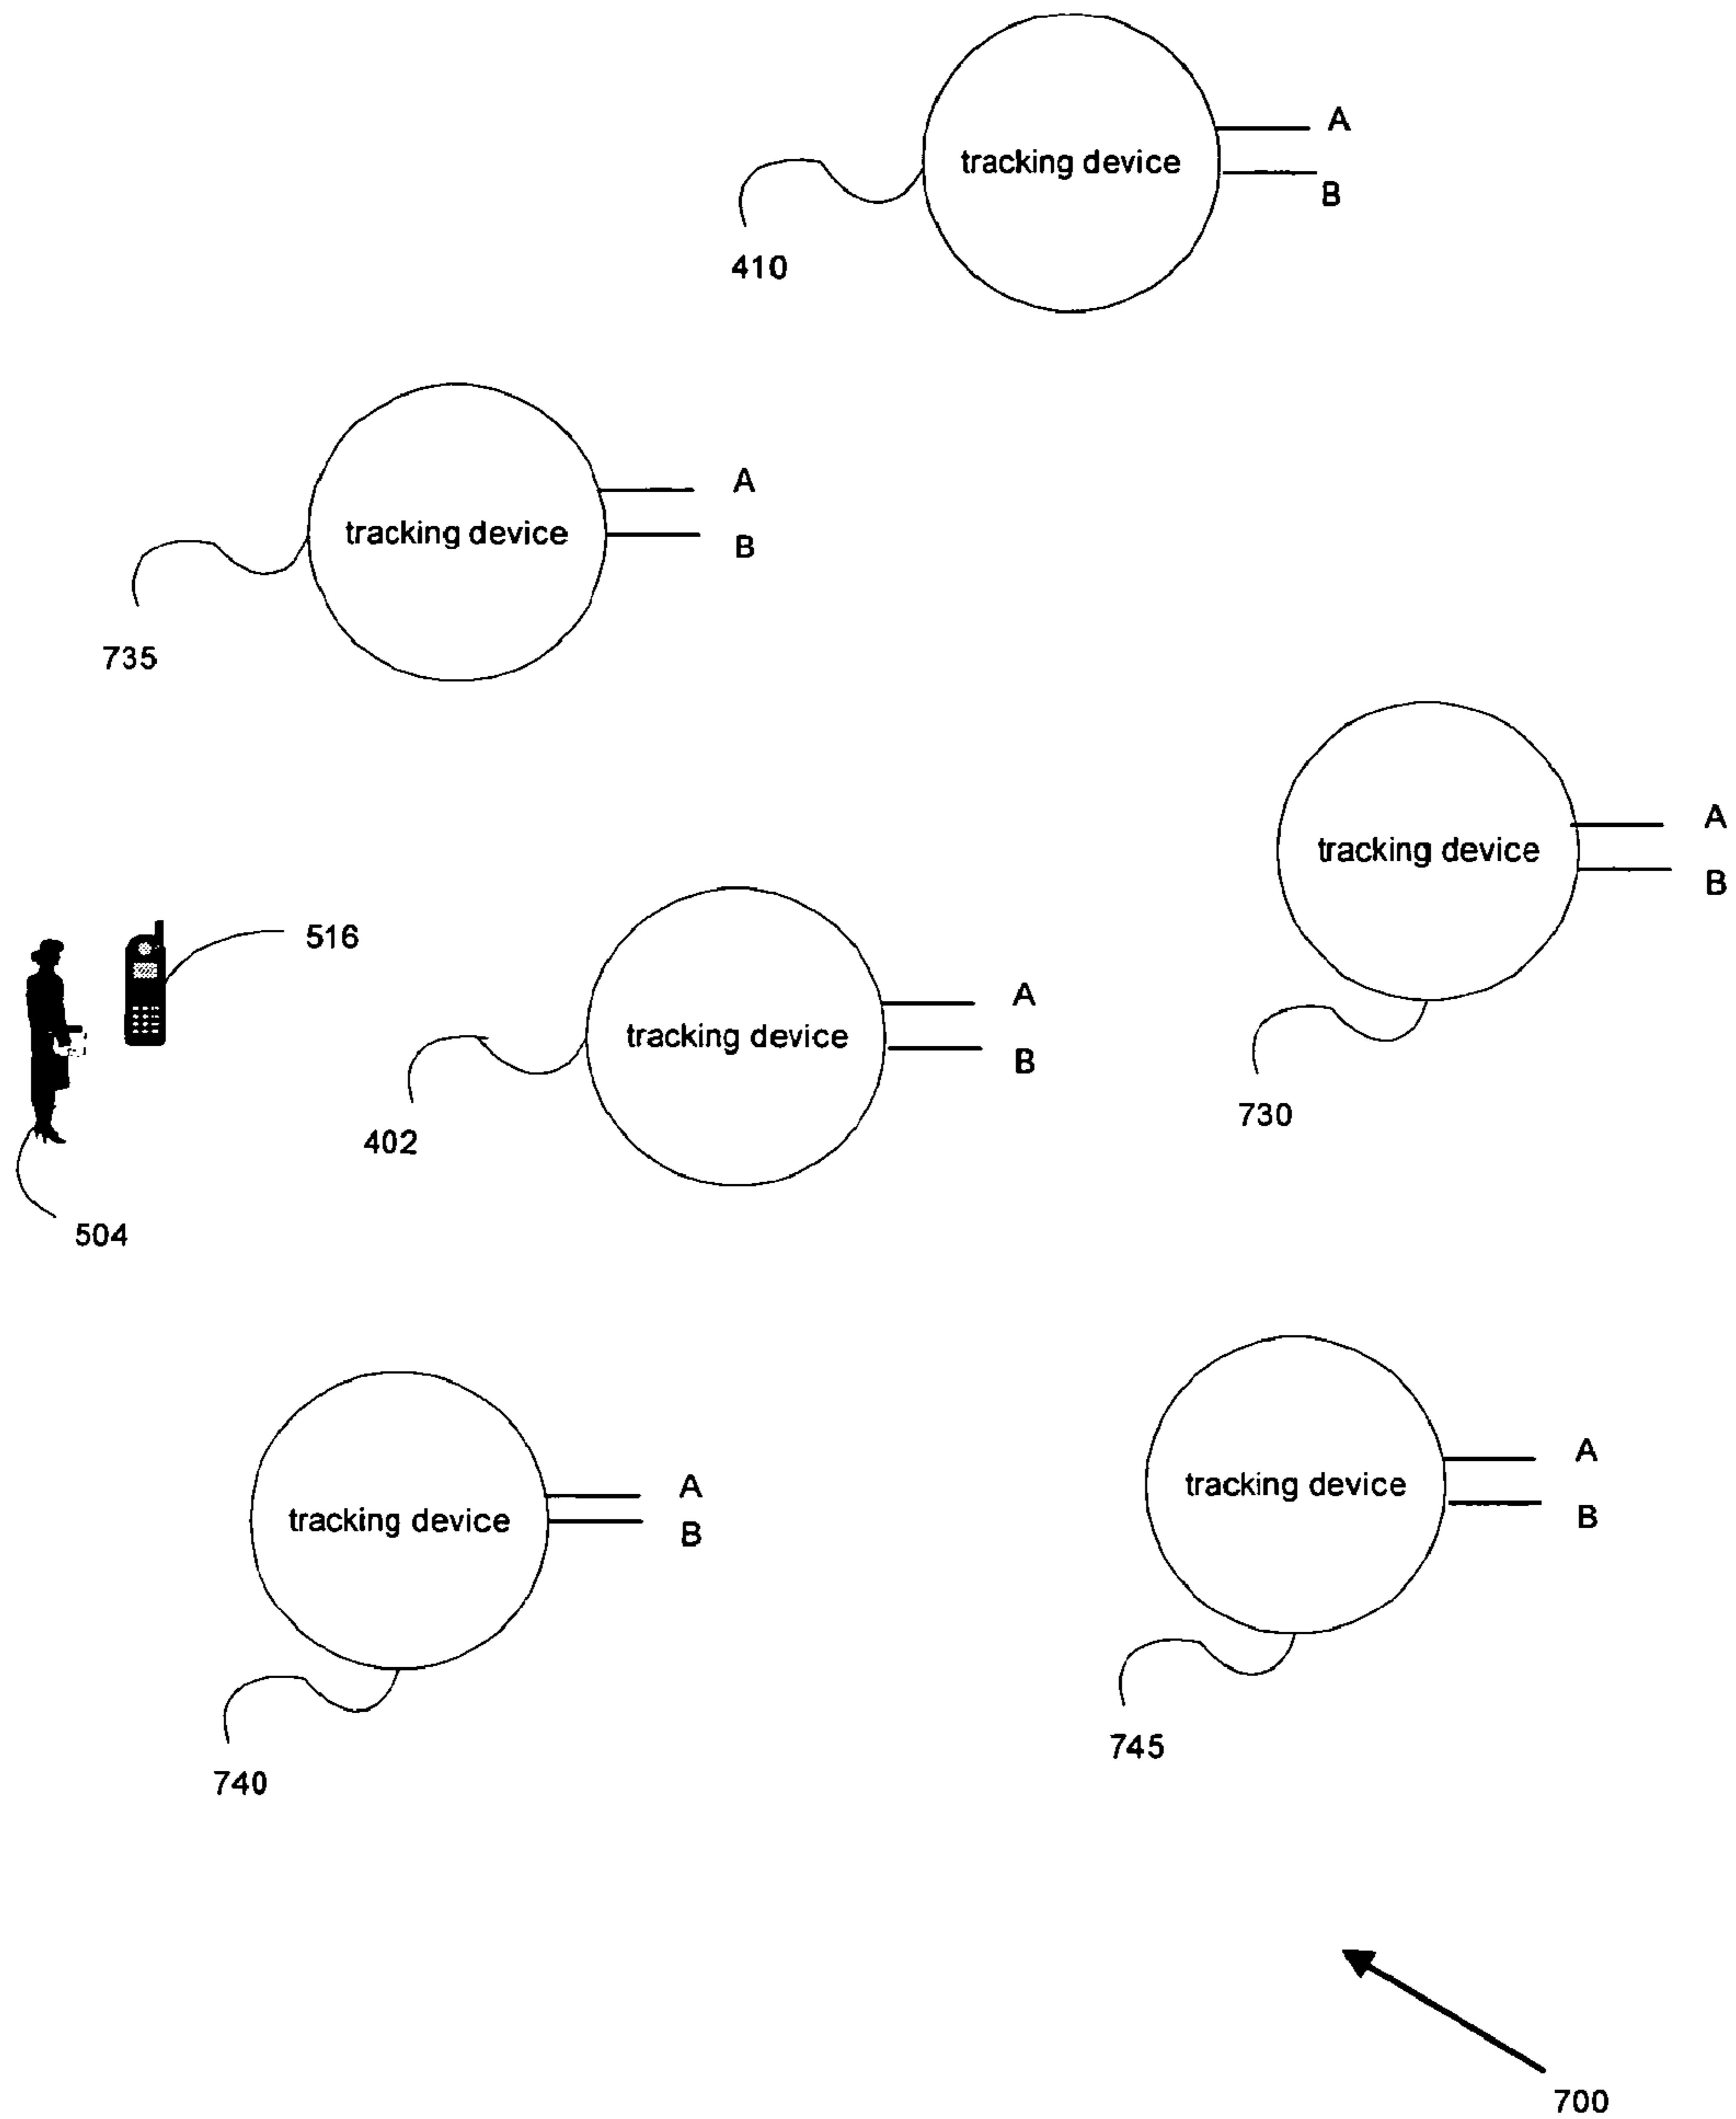 A
tracking device
B
410
A
tracking device
B
735
A
tracking device
B
730
516
A
tracking device
B
402
504
A
tracking device
B
745
A
tracking device
B
740
700